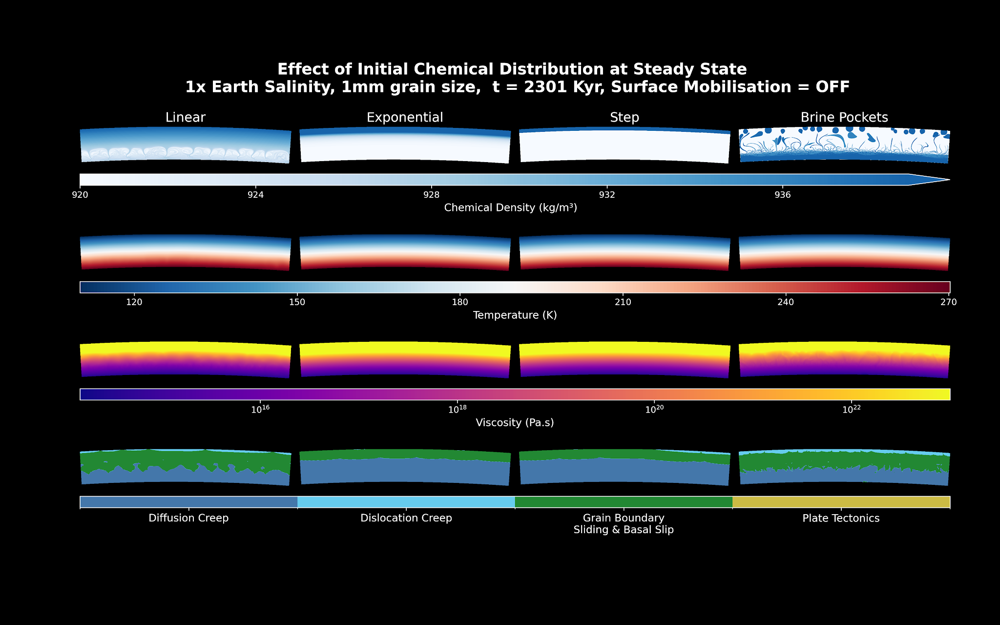 Effect of Initial Chemical Distribution at Steady State
1x Earth Salinity, 1mm grain size,  t = 2301 Kyr, Surface Mobilisation = OFF
Linear Exponential Step Brine Pockets
920 924 928 932 936
Chemical Density (kg/m³)
120 150 180 210 240 270
Temperature (K)
10¹⁶ 10¹⁸ 10²⁰ 10²²
Viscosity (Pa.s)
Diffusion Creep Dislocation Creep Grain Boundary Plate Tectonics
Sliding & Basal Slip